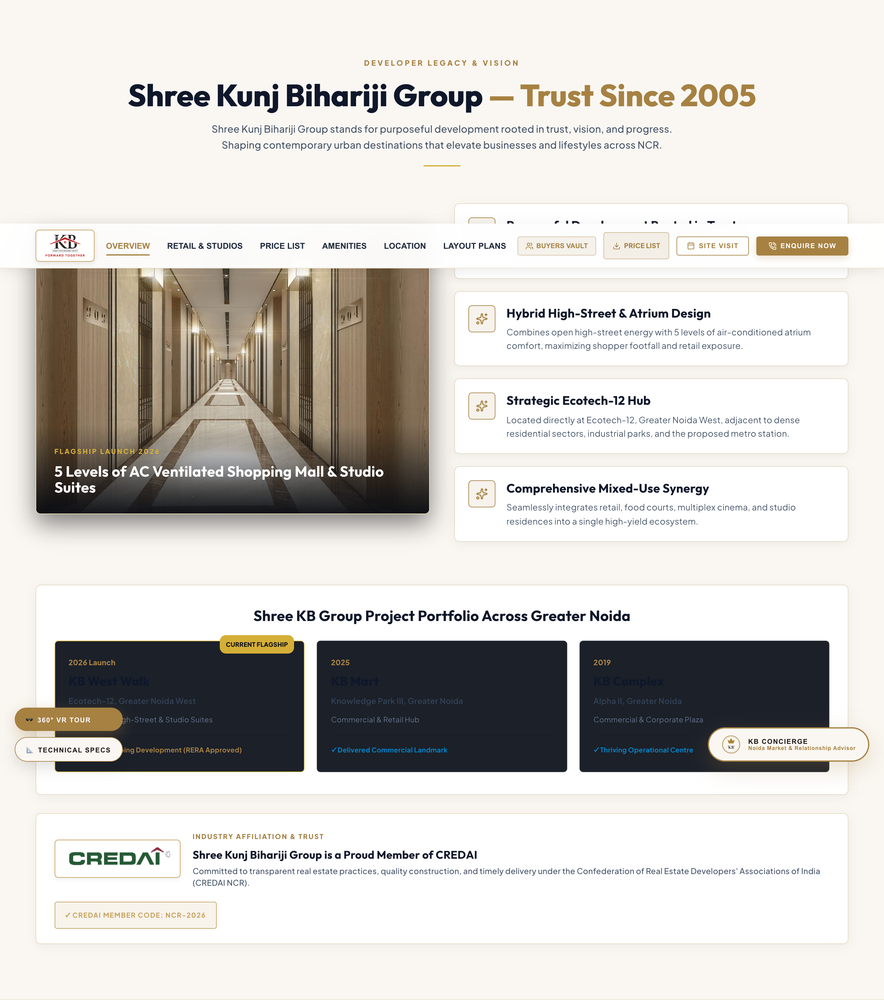 DEVELOPER LEGACY & VISION
Shree Kunj Bihariji Group — Trust Since 2005
Shree Kunj Bihariji Group stands for purposeful development rooted in trust, vision, and progress.
Shaping contemporary urban destinations that elevate businesses and lifestyles across NCR.
KB
SHREE KUNJ BIHARIJI GROUP
FORWARD TOGETHER
OVERVIEW
RETAIL & STUDIOS
PRICE LIST
AMENITIES
LOCATION
LAYOUT PLANS
BUYERS VAULT
PRICE LIST
SITE VISIT
ENQUIRE NOW
904
FLAGSHIP LAUNCH 2026
5 Levels of AC Ventilated Shopping Mall & Studio
Suites
Hybrid High-Street & Atrium Design
Combines open high-street energy with 5 levels of air-conditioned atrium
comfort, maximizing shopper footfall and retail exposure.
Strategic Ecotech-12 Hub
Located directly at Ecotech-12, Greater Noida West, adjacent to dense
residential sectors, industrial parks, and the proposed metro station.
Comprehensive Mixed-Use Synergy
Seamlessly integrates retail, food courts, multiplex cinema, and studio
residences into a single high-yield ecosystem.
Shree KB Group Project Portfolio Across Greater Noida
CURRENT FLAGSHIP
2026 Launch
KB West Walk
Ecotech-12, Greater Noida West
gh-Street & Studio Suites
ping Development (RERA Approved)
2025
KB Mart
Knowledge Park III, Greater Noida
Commercial & Retail Hub
✓ Delivered Commercial Landmark
2019
KB Complex
Alpha II, Greater Noida
Commercial & Corporate Plaza
✓ Thriving Operational Centre
360° VR TOUR
TECHNICAL SPECS
KB
KB CONCIERGE
Noida Market & Relationship Advisor
CREDAI
INDUSTRY AFFILIATION & TRUST
Shree Kunj Bihariji Group is a Proud Member of CREDAI
Committed to transparent real estate practices, quality construction, and timely delivery under the Confederation of Real Estate Developers' Associations of India
(CREDAI NCR).
✓ CREDAI MEMBER CODE: NCR-2026